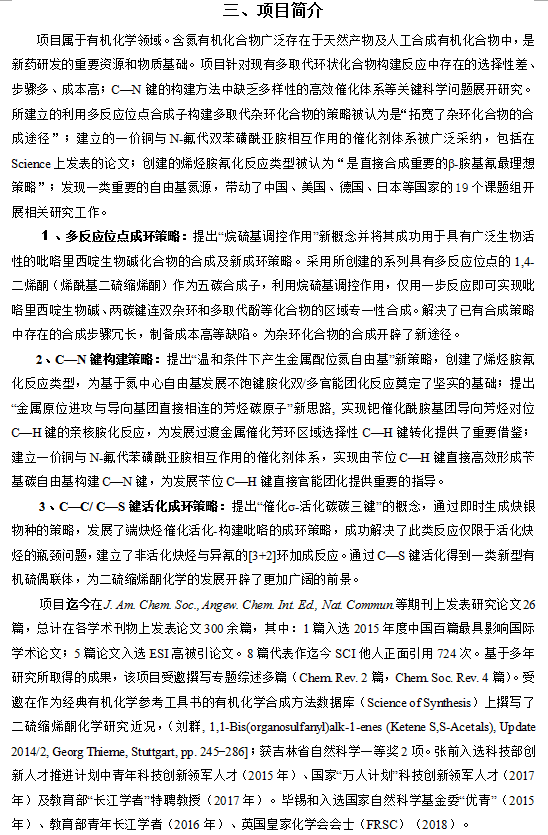 三、项目简介
项目属于有机化学领域。含氮有机化合物广泛存在于天然产物及人工合成有机化合物中，是
新药研发的重要资源和物质基础。项目针对现有多取代环状化合物构建反应中存在的选择性差、
步骤多、成本高；C—N 键的构建方法中缺乏多样性的高效催化体系等关键科学问题展开研究。
所建立的利用多反应位点合成子构建多取代杂环化合物的策略被认为是“拓宽了杂环化合物的合
成途径”；建立的一价铜与 N-氟代双苯磺酰亚胺相互作用的催化剂体系被广泛采纳，包括在
Science 上发表的论文；创建的烯烃胺氰化反应类型被认为“是直接合成重要的β-胺基氰最理想
策略”；发现一类重要的自由基氮源，带动了中国、美国、德国、日本等国家的 19 个课题组开
展相关研究工作。
1、多反应位点成环策略：提出“烷硫基调控作用”新概念并将其成功用于具有广泛生物活
性的吡咯里西啶生物碱化合物的合成及新成环策略。采用所创建的系列具有多反应位点的 1,4-
二烯酮（烯酰基二硫缩烯酮）作为五碳合成子，利用烷硫基调控作用，仅用一步反应即可实现吡
咯里西啶生物碱、两碳键连双杂环和多取代酚等化合物的区域专一性合成。解决了已有合成策略
中存在的合成步骤冗长，制备成本高等缺陷。为杂环化合物的合成开辟了新途径。
2、C—N 键构建策略：提出“温和条件下产生金属配位氮自由基”新策略，创建了烯烃胺氰
化反应类型，为基于氮中心自由基发展不饱键胺化双/多官能团化反应奠定了坚实的基础；提出
“金属原位进攻与导向基团直接相连的芳烃碳原子”新思路, 实现钯催化酰胺基团导向芳烃对位
C—H 键的亲核胺化反应，为发展过渡金属催化芳环区域选择性 C—H 键转化提供了重要借鉴；
建立一价铜与 N-氟代苯磺酰亚胺相互作用的催化剂体系，实现由苄位 C—H 键直接高效形成苄
基碳自由基构建 C—N 键，为发展苄位 C—H 键直接官能团化提供重要的指导。
3、C—C/ C—S 键活化成环策略：提出“催化σ-活化碳碳三键”的概念，通过即时生成炔银
物种的策略，发展了端炔烃催化活化-构建吡咯的成环策略，成功解决了此类反应仅限于活化炔
烃的瓶颈问题，建立了非活化炔烃与异氰的[3+2]环加成反应。通过 C—S 键活化得到一类新型有
机硫偶联体，为二硫缩烯酮化学的发展开辟了更加广阔的前景。
项目迄今在 J. Am. Chem. Soc., Angew. Chem. Int. Ed., Nat. Commun.等期刊上发表研究论文 26
篇，总计在各学术刊物上发表论文 300 余篇，其中：1 篇入选 2015 年度中国百篇最具影响国际
学术论文；5 篇论文入选 ESI 高被引论文。8 篇代表作迄今 SCI 他人正面引用 724 次。基于多年
研究所取得的成果，该项目受邀撰写专题综述多篇（Chem. Rev. 2 篇，Chem. Soc. Rev. 4 篇）。受
邀在作为经典有机化学参考工具书的有机化学合成方法数据库（Science of Synthesis）上撰写了
二硫缩烯酮化学研究近况，（刘群, 1,1-Bis(organosulfanyl)alk-1-enes (Ketene S,S-Acetals), Update
2014/2, Georg Thieme, Stuttgart, pp. 245−286]；获吉林省自然科学一等奖 2 项。张前入选科技部创
新人才推进计划中青年科技创新领军人才（2015 年）、国家“万人计划”科技创新领军人才（2017
年）及教育部“长江学者”特聘教授（2017 年）。毕锡和入选国家自然科学基金委“优青”（2015
年）、教育部青年长江学者（2016 年）、英国皇家化学会会士（FRSC）（2018）。